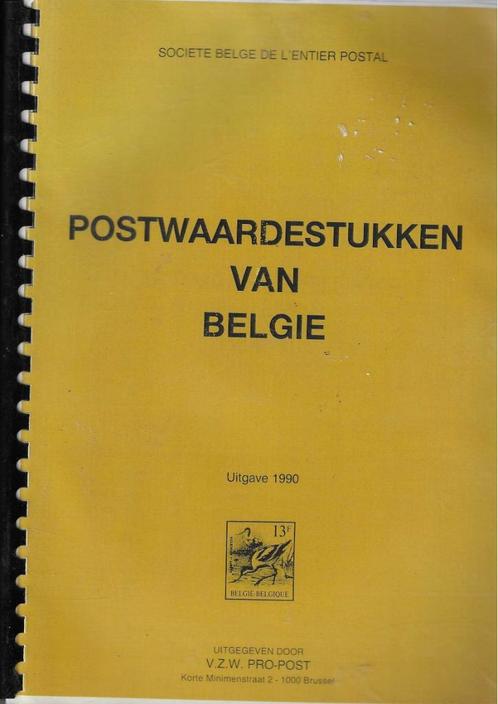 SOCIETE BELGE DE L'ENTIER POSTAL
POSTWAARDESTUKKEN
VAN
BELGIE
Uitgave 1990
13F
BELGIE-BELGIQUE
UITGEGEVEN DOOR
V.Z.W. PRO-POST
Korte Minimenstraat 2 - 1000 Brussel